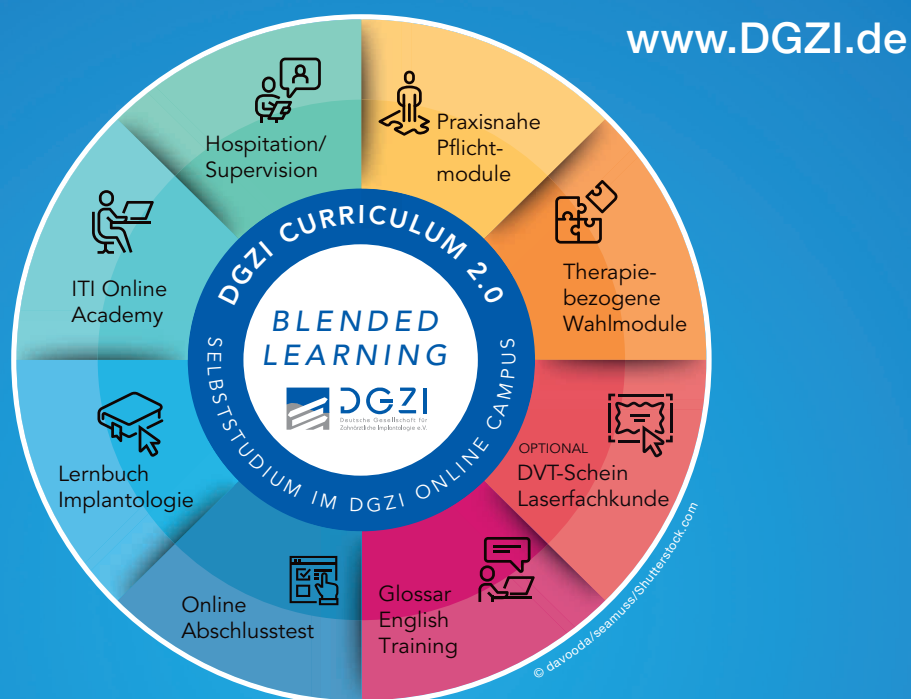 www.DGZI.de
Praxisnahe
Pflicht-
module
Therapie-
bezogene
Wahlmodule
OPTIONAL
DVT-Schein
Laserfachkunde
Glossar
English
Training
Online
Abschlusstest
Lernbuch
Implantologie
ITI Online
Academy
Hospitation/
Supervision
DGZI CURRICULUM 2.0
SELBSTSTUDIUM IM DGZI ONLINE CAMPUS
BLENDED
LEARNING
DGZI
Deutsche Gesellschaft für
Zahnärztliche Implantologie e.V.
© davooda/seamuss/Shutterstock.com